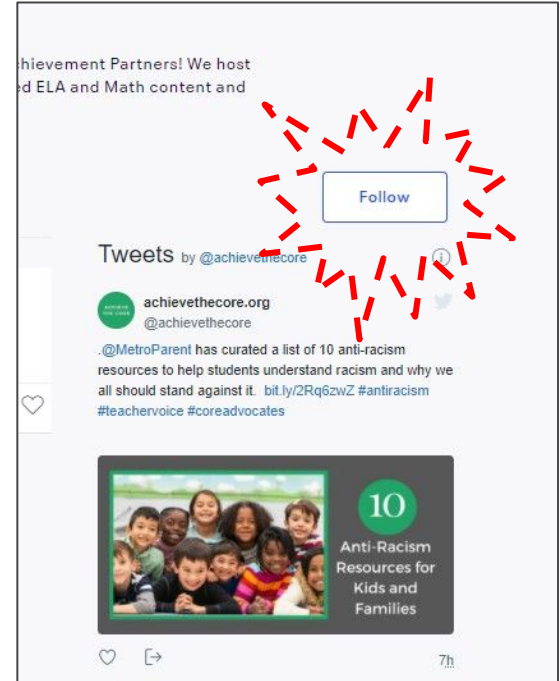 hievement Partners! We host
ed ELA and Math content and
Follow
Tweets by @achievethecore
achievethecore.org
@achievethecore
.@MetroParent has curated a list of 10 anti-racism
resources to help students understand racism and why we
all should stand against it. bit.ly/2Rq6zwZ #antiracism
#teachervoice #coreadvocates
10
Anti-Racism
Resources for
Kids and
Families
7h